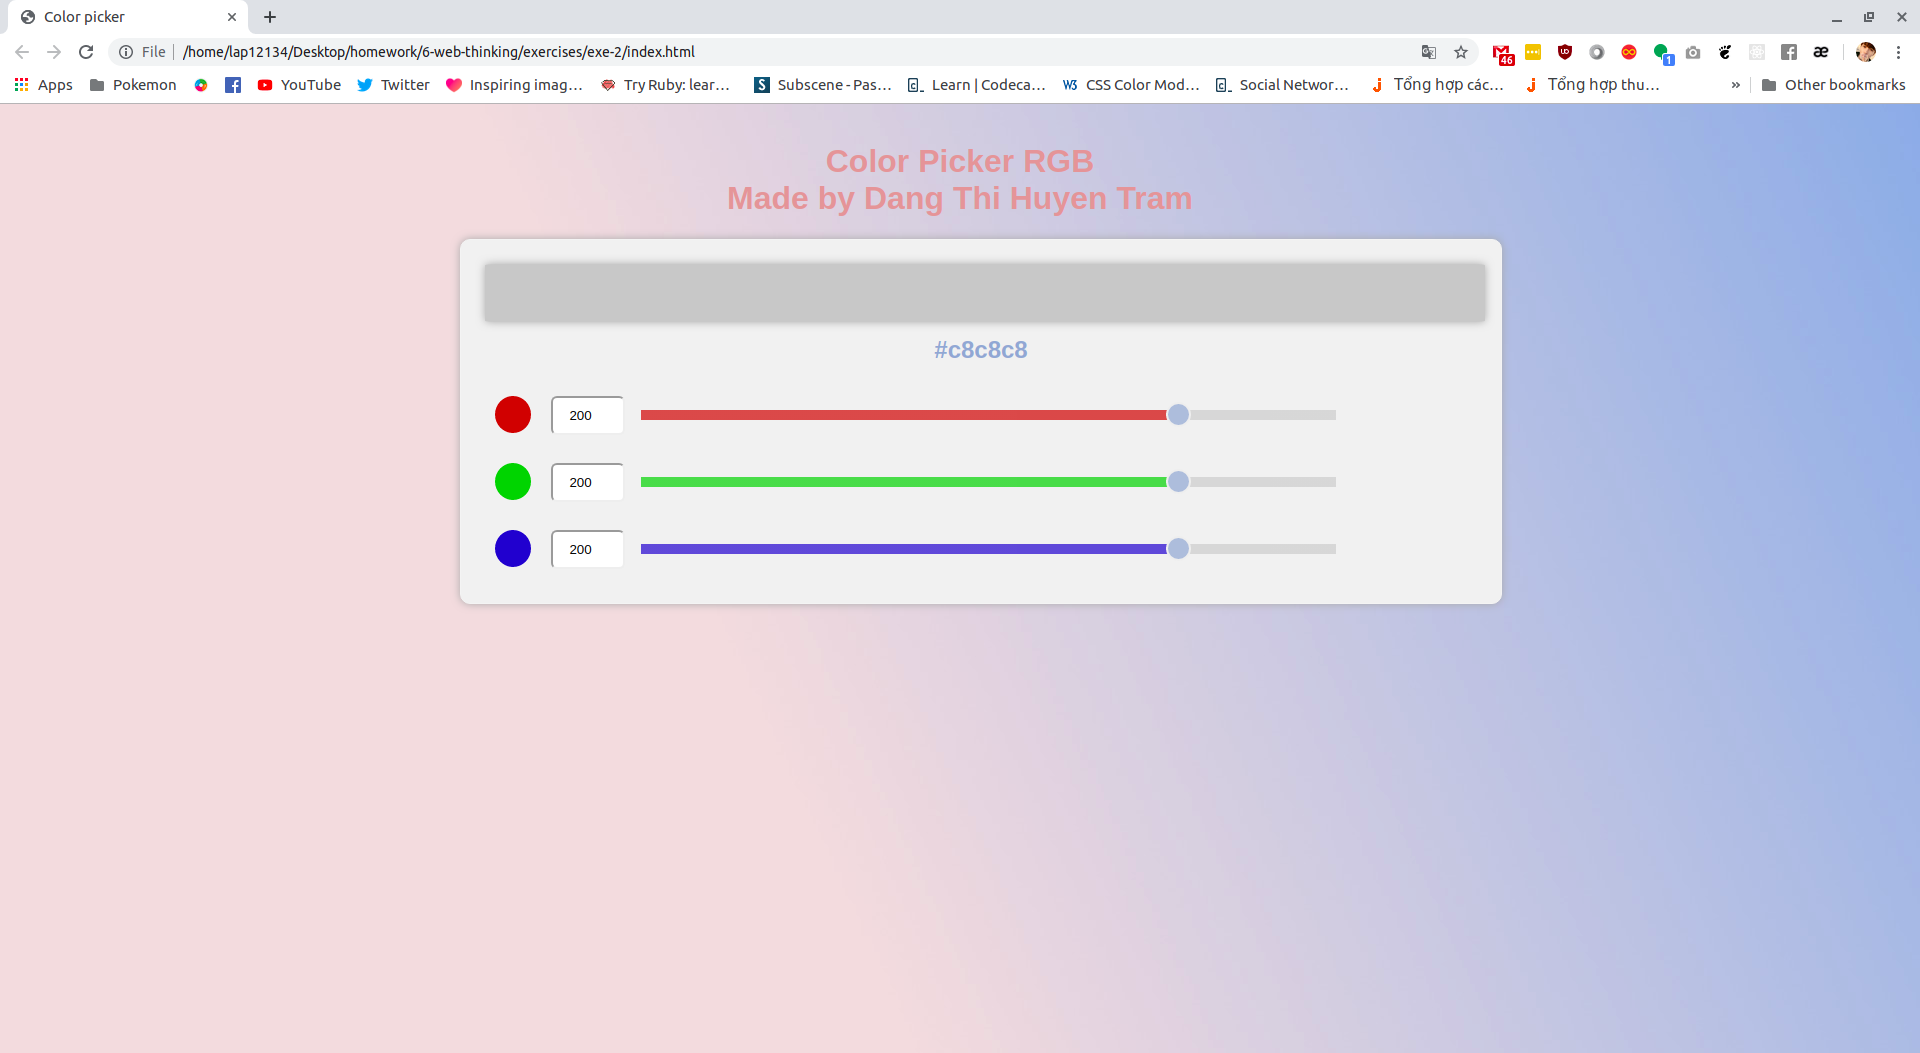 Color picker
File /home/lap12134/Desktop/homework/6-web-thinking/exercises/exe-2/index.html
46
1
Apps Pokemon YouTube Twitter Inspiring imag... Try Ruby: lear... Subscene - Pas... Learn | Codeca... CSS Color Mod... Social Networ... Tổng hợp các... Tổng hợp thu... » Other bookmarks
Color Picker RGB
Made by Dang Thi Huyen Tram
#c8c8c8
200
200
200